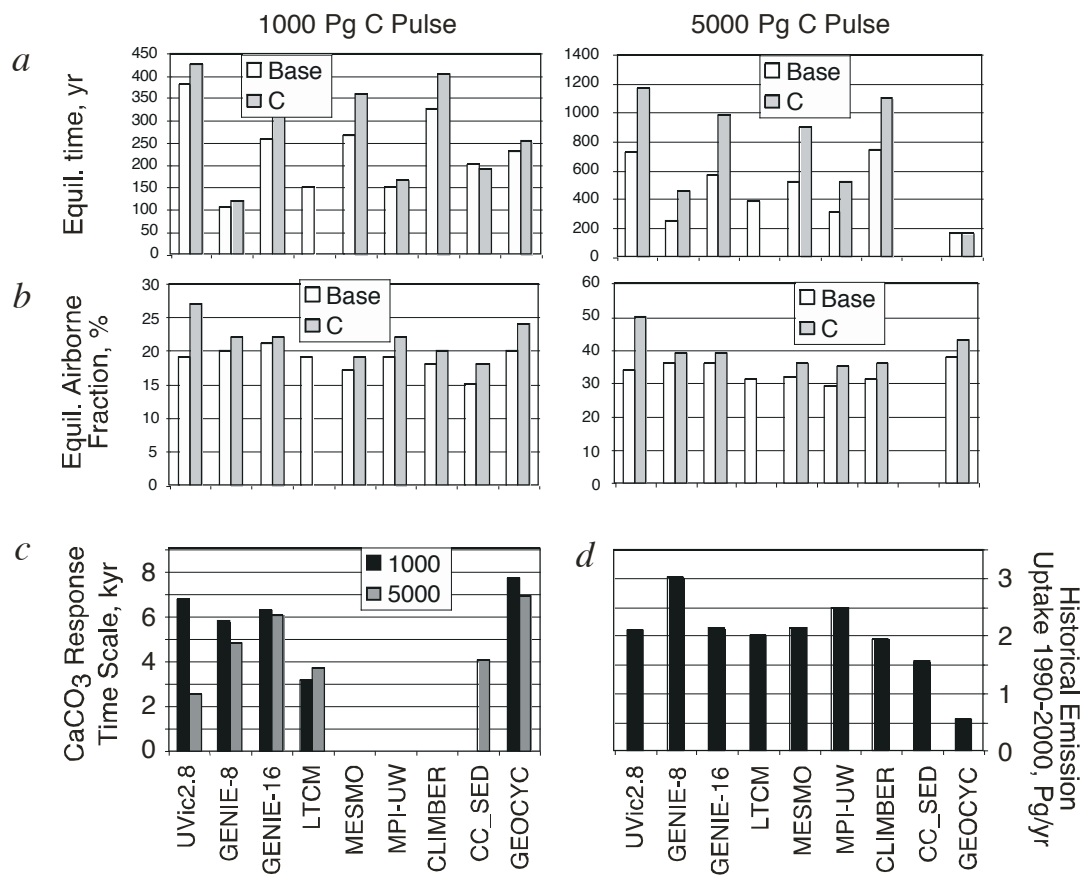 1000 Pg C Pulse
5000 Pg C Pulse
a
Equil. time, yr
450
400
350
300
250
200
150
100
50
0
Base
C
1400
1200
1000
800
600
400
200
0
Base
C
b
Equil. Airborne
Fraction, %
30
25
20
15
10
5
0
Base
C
60
50
40
30
20
10
0
Base
C
c
CaCO3 Response
Time Scale, kyr
8
6
4
2
0
1000
5000
UVic2.8
GENIE-8
GENIE-16
LTCM
MESMO
MPI-UW
CLIMBER
CC_SED
GEOCYC
d
3
2
1
0
Historical Emission
Uptake 1990-2000, Pg/yr
UVic2.8
GENIE-8
GENIE-16
LTCM
MESMO
MPI-UW
CLIMBER
CC_SED
GEOCYC